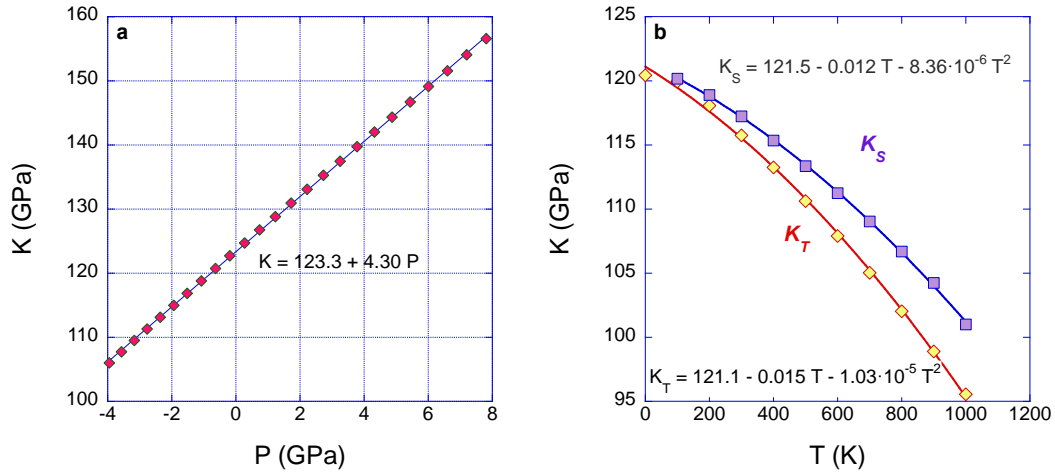 a
160
150
140
130
120
110
100
K (GPa)
K = 123.3 + 4.30 P
-4
-2
0
2
4
6
8
P (GPa)
b
125
120
115
110
105
100
95
K (GPa)
K_S = 121.5 - 0.012 T - 8.36·10^-6 T^2
K_S
K_T
K_T = 121.1 - 0.015 T - 1.03·10^-5 T^2
0
200
400
600
800
1000
1200
T (K)